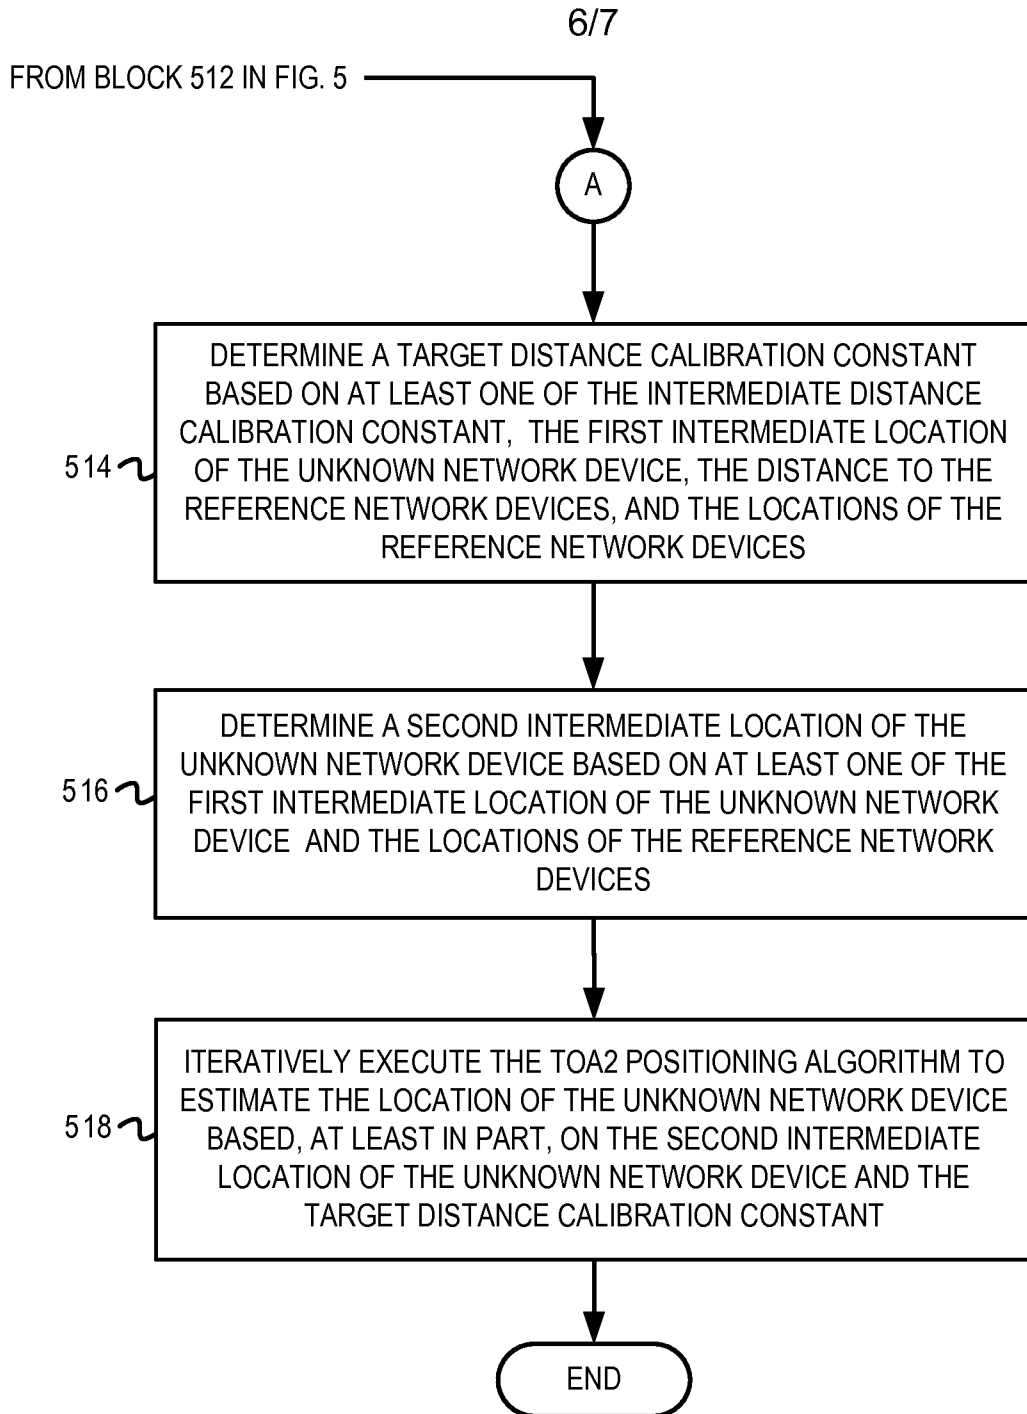 6/7
FROM BLOCK 512 IN FIG. 5
A
DETERMINE A TARGET DISTANCE CALIBRATION CONSTANT
BASED ON AT LEAST ONE OF THE INTERMEDIATE DISTANCE
CALIBRATION CONSTANT, THE FIRST INTERMEDIATE LOCATION
OF THE UNKNOWN NETWORK DEVICE, THE DISTANCE TO THE
REFERENCE NETWORK DEVICES, AND THE LOCATIONS OF THE
REFERENCE NETWORK DEVICES
514
DETERMINE A SECOND INTERMEDIATE LOCATION OF THE
UNKNOWN NETWORK DEVICE BASED ON AT LEAST ONE OF THE
FIRST INTERMEDIATE LOCATION OF THE UNKNOWN NETWORK
DEVICE AND THE LOCATIONS OF THE REFERENCE NETWORK
DEVICES
516
ITERATIVELY EXECUTE THE TOA2 POSITIONING ALGORITHM TO
ESTIMATE THE LOCATION OF THE UNKNOWN NETWORK DEVICE
BASED, AT LEAST IN PART, ON THE SECOND INTERMEDIATE
LOCATION OF THE UNKNOWN NETWORK DEVICE AND THE
TARGET DISTANCE CALIBRATION CONSTANT
518
END